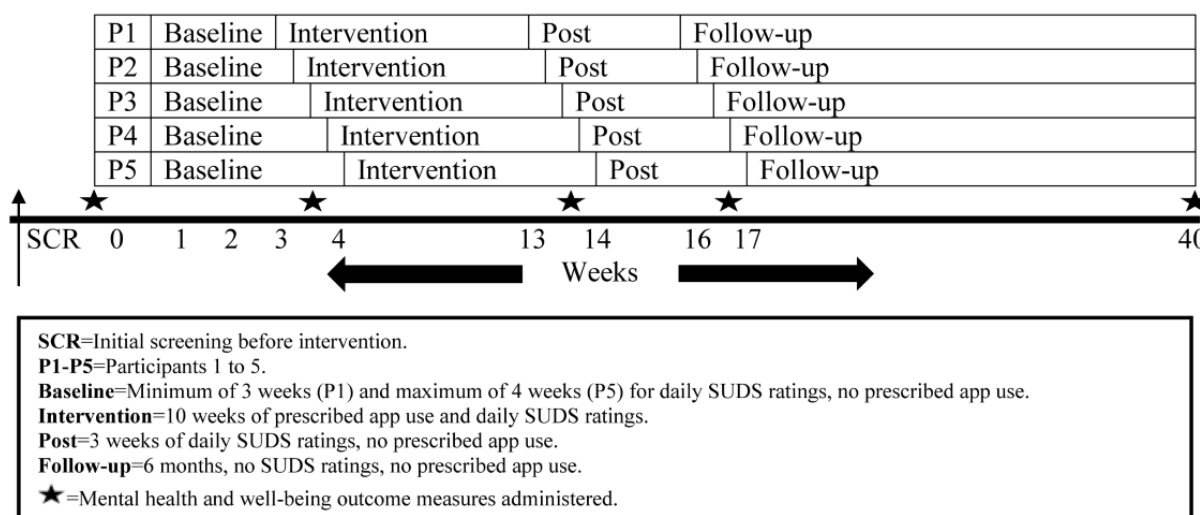 P1 Baseline Intervention Post Follow-up
P2 Baseline Intervention Post Follow-up
P3 Baseline Intervention Post Follow-up
P4 Baseline Intervention Post Follow-up
P5 Baseline Intervention Post Follow-up
SCR 0 1 2 3 4 13 14 16 17 40
Weeks
SCR=Initial screening before intervention.
P1-P5=Participants 1 to 5.
Baseline=Minimum of 3 weeks (P1) and maximum of 4 weeks (P5) for daily SUDS ratings, no prescribed app use.
Intervention=10 weeks of prescribed app use and daily SUDS ratings.
Post=3 weeks of daily SUDS ratings, no prescribed app use.
Follow-up=6 months, no SUDS ratings, no prescribed app use.
★=Mental health and well-being outcome measures administered.